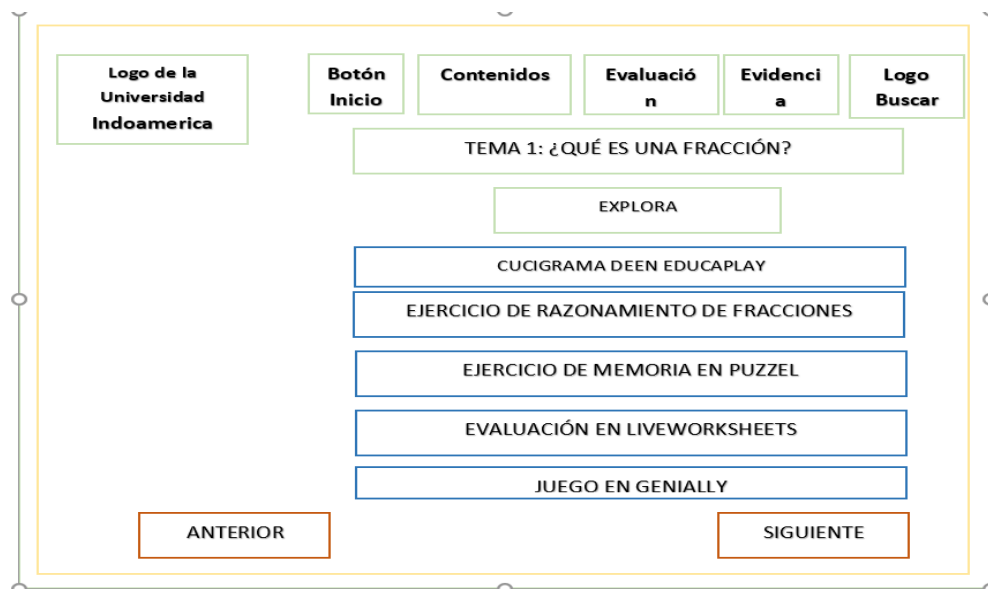 Logo de la
Universidad
Indoamerica
Botón
Inicio
Contenidos
Evaluació
n
Evidenci
a
Logo
Buscar
TEMA 1: ¿QUÉ ES UNA FRACCIÓN?
EXPLORA
CUCIGRAMA DEEN EDUCAPLAY
EJERCICIO DE RAZONAMIENTO DE FRACCIONES
EJERCICIO DE MEMORIA EN PUZZEL
EVALUACIÓN EN LIVEWORKSHEETS
JUEGO EN GENIALLY
ANTERIOR
SIGUIENTE